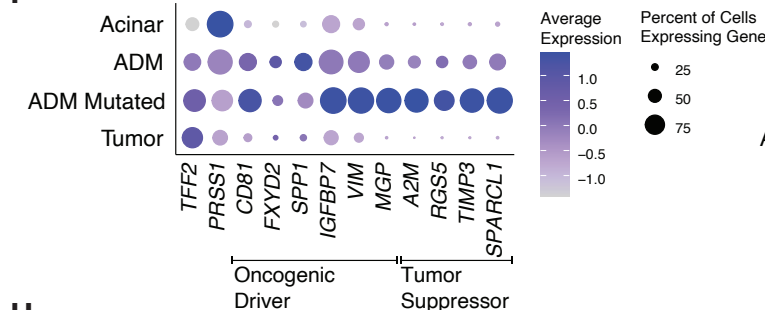 Acinar
ADM
ADM Mutated
Tumor
TFF2
PRSS1
CD81
FXYD2
SPP1
IGFBP7
VIM
MGP
A2M
RGS5
TIMP3
SPARCL1
Oncogenic
Driver
Tumor
Suppressor
Average
Expression
1.0
0.5
0.0
−0.5
−1.0
Percent of Cells
Expressing Gene
25
50
75